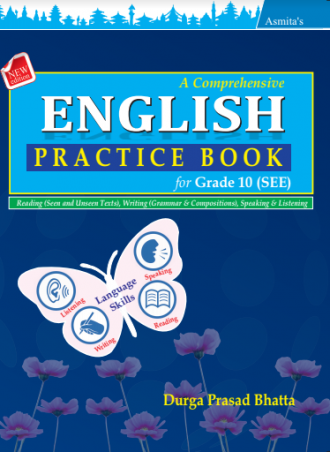 Asmita's
NEW
edition
A Comprehensive
ENGLISH
PRACTICE BOOK
for Grade 10 (SEE)
Reading (Seen and Unseen Texts), Writing (Grammar & Compositions), Speaking & Listening
Speaking
Language
Skills
Listening
Reading
Writing
Durga Prasad Bhatta